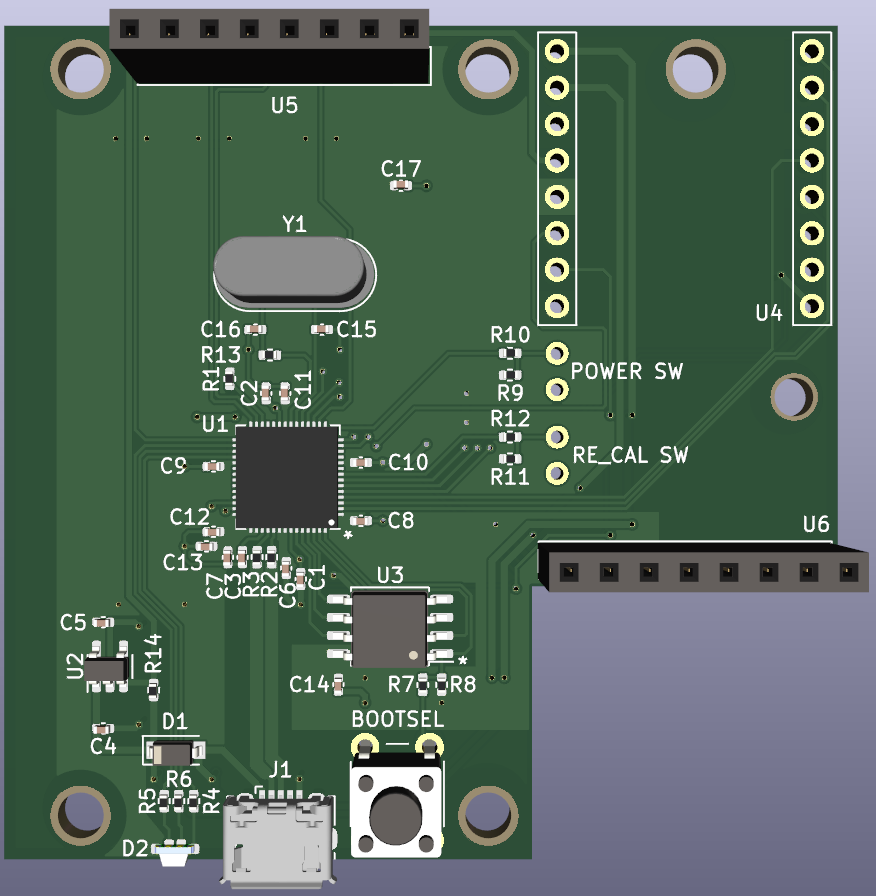 U5
C17
Y1
C16
C15
R13
R1
C2
C11
U1
C9
C10
C12
C8
*
C13
C7
C3
R3
R2
C6
C1
U3
*
C5
U2
R14
C14
R7
R8
C4
D1
BOOTSEL
R6
R5
R4
J1
D2
U4
R10
POWER SW
R9
R12
RE_CAL SW
R11
U6